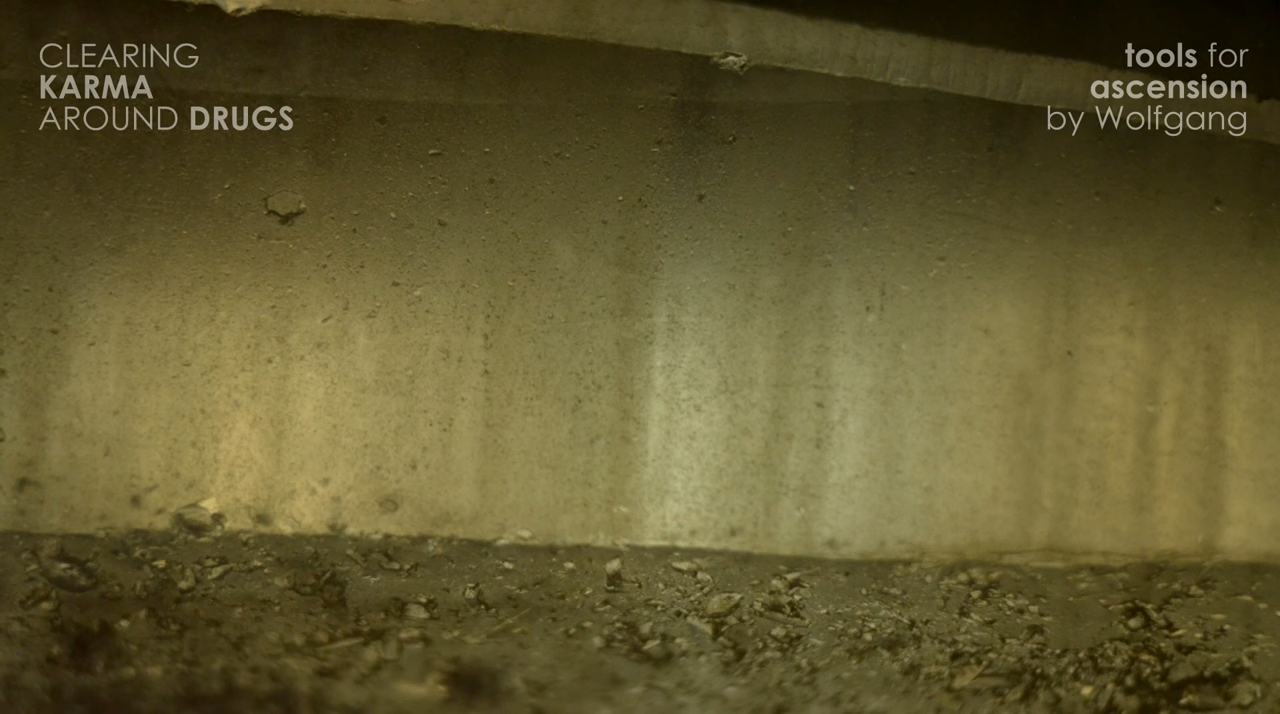 CLEARING
KARMA
AROUND DRUGS
tools for
ascension
by Wolfgang